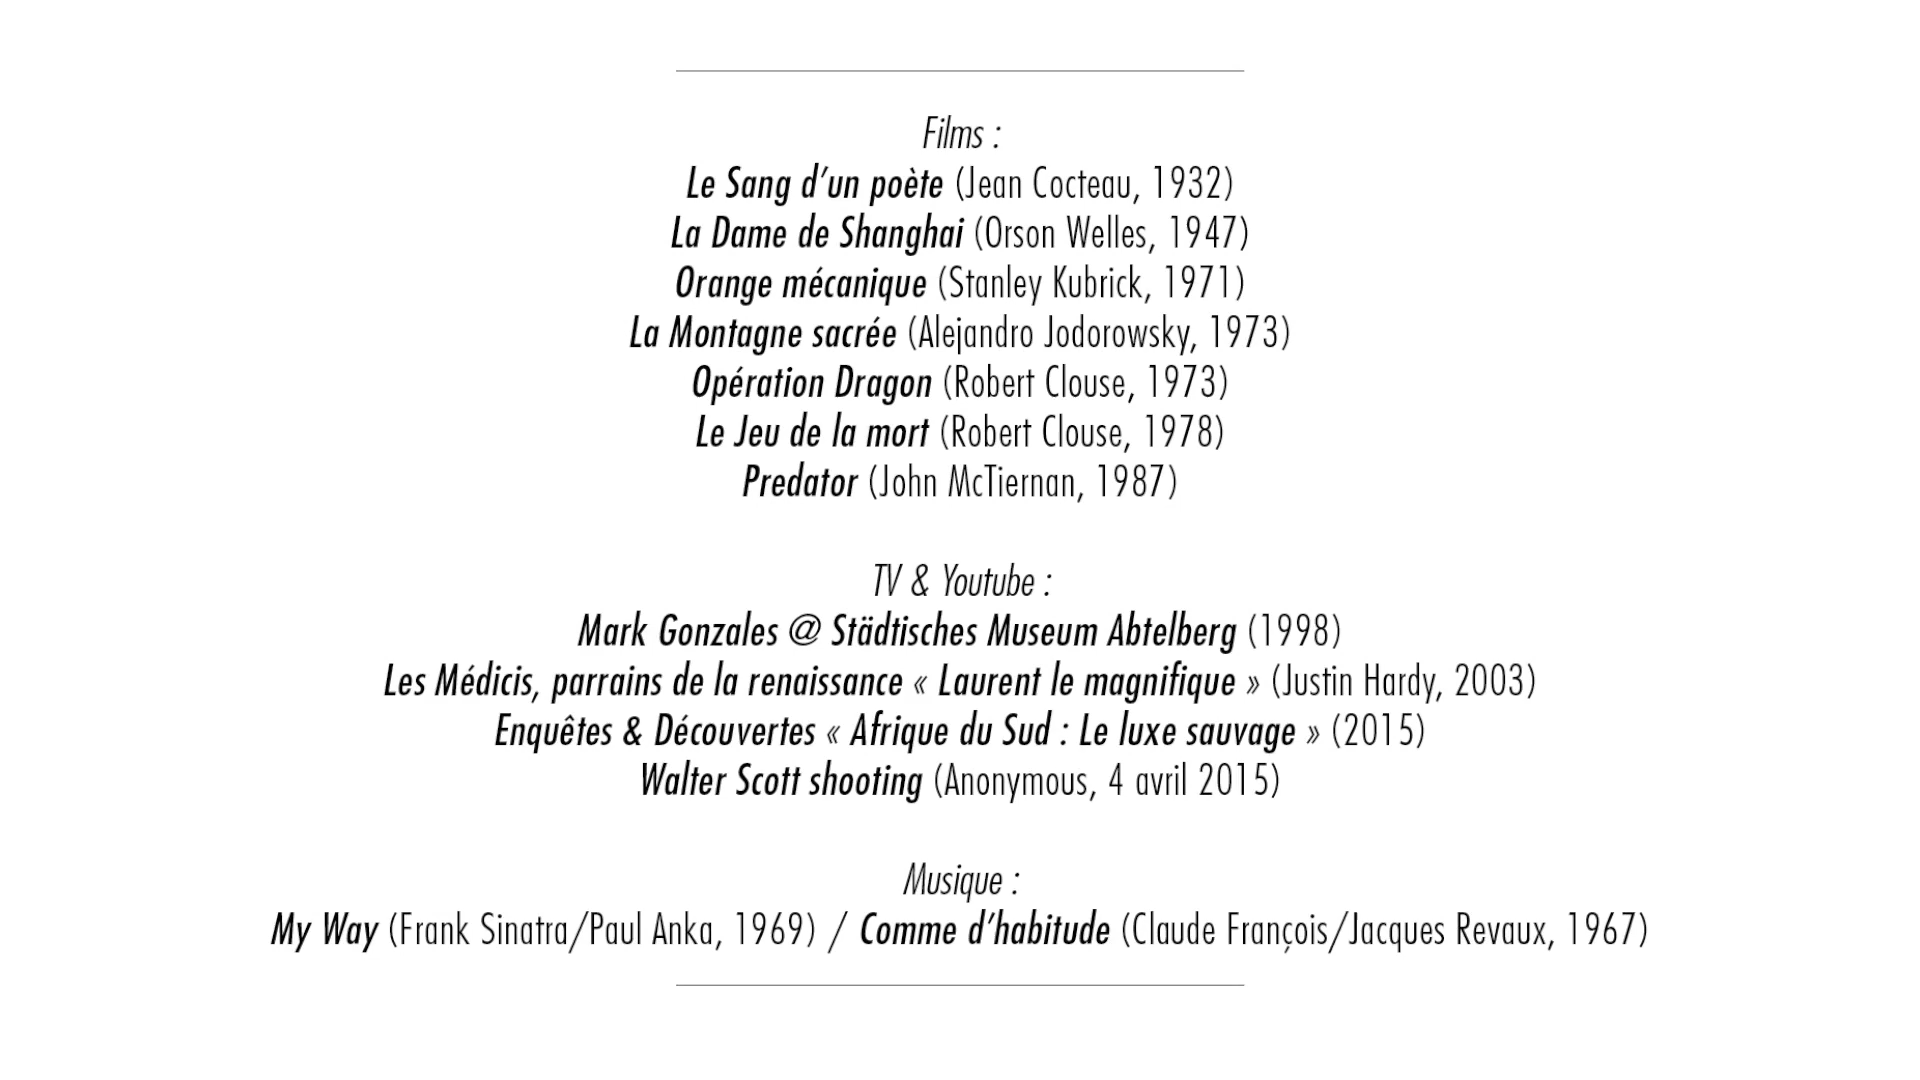 Films :
Le Sang d’un poète (Jean Cocteau, 1932)
La Dame de Shanghai (Orson Welles, 1947)
Orange mécanique (Stanley Kubrick, 1971)
La Montagne sacrée (Alejandro Jodorowsky, 1973)
Opération Dragon (Robert Clouse, 1973)
Le Jeu de la mort (Robert Clouse, 1978)
Predator (John McTiernan, 1987)
TV & Youtube :
Mark Gonzales @ Städtisches Museum Abtelberg (1998)
Les Médicis, parrains de la renaissance « Laurent le magnifique » (Justin Hardy, 2003)
Enquêtes & Découvertes « Afrique du Sud : Le luxe sauvage » (2015)
Walter Scott shooting (Anonymous, 4 avril 2015)
Musique :
My Way (Frank Sinatra/Paul Anka, 1969) / Comme d’habitude (Claude François/Jacques Revaux, 1967)